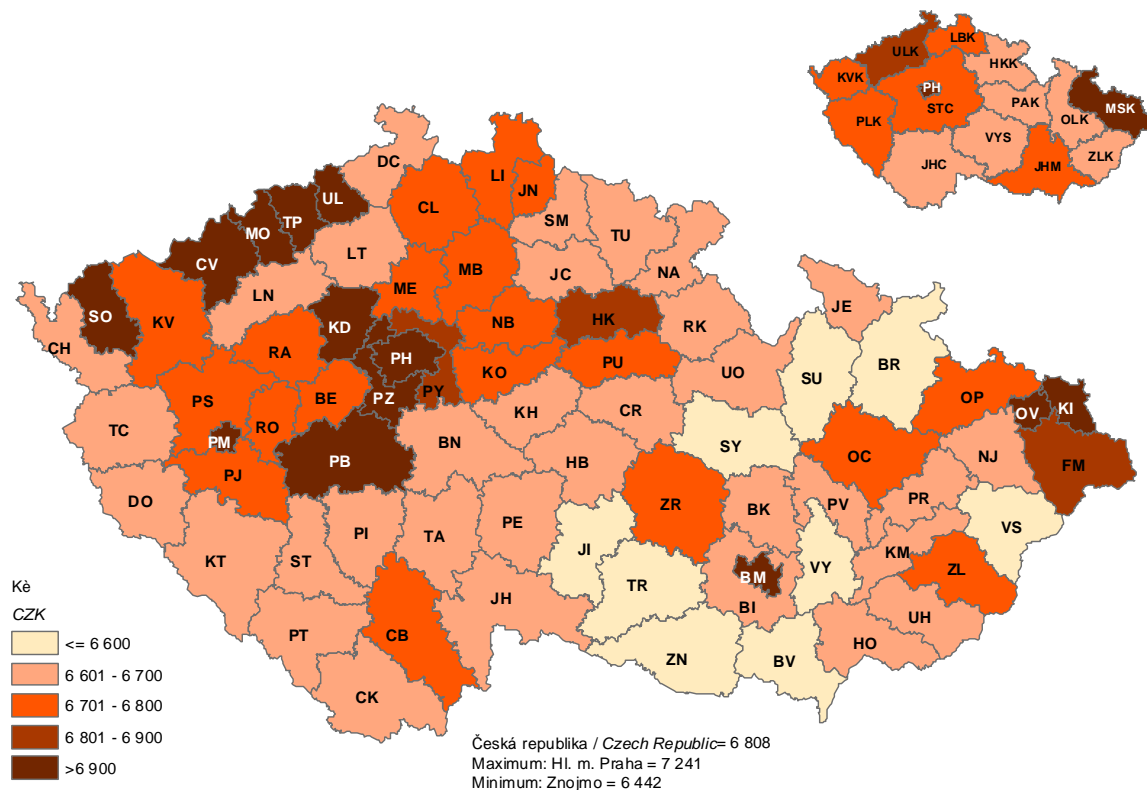 LBK
ULK
HKK
KVK
PH
MSK
STC
PAK
PLK
OLK
VYS
ZLK
JHC
JHM
DC
LI
JN
UL
TP
MO
CL
SM
TU
CV
LT
MB
JC
NA
LN
ME
SO
KV
KD
NB
HK
RK
JE
CH
RA
PH
KO
PU
UO
SU
BR
PS
BE
PZ
PY
OP
OV
KI
TC
RO
PM
KH
CR
SY
BN
OC
NJ
FM
PB
HB
PJ
DO
ZR
BK
PV
PR
VS
PI
TA
PE
KT
ST
JI
VY
KM
ZL
TR
BM
JH
BI
UH
PT
CB
HO
ZN
BV
CK
Kè
CZK
<= 6 600
6 601 - 6 700
6 701 - 6 800
6 801 - 6 900
>6 900
Česká republika / Czech Republic= 6 808
Maximum: Hl. m. Praha = 7 241
Minimum: Znojmo = 6 442